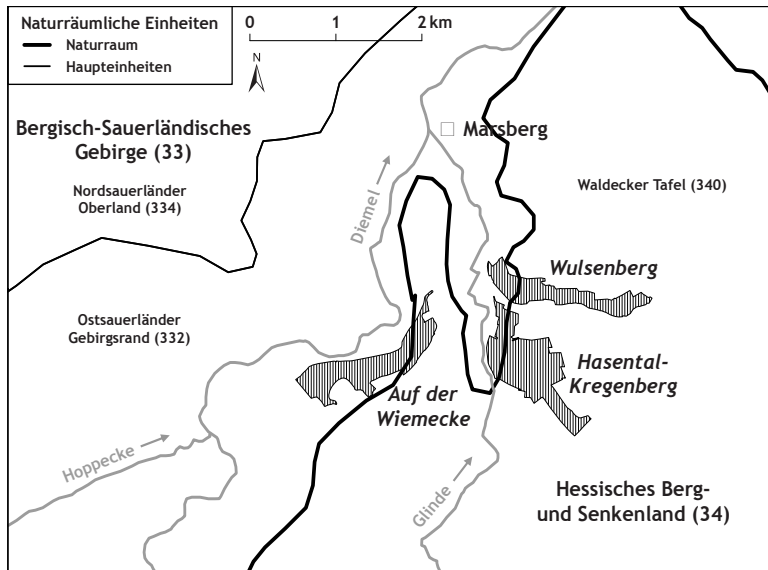 Naturräumliche Einheiten
Naturraum
Haupteinheiten
0 1 2 km
N
Bergisch-Sauerländisches
Gebirge (33)
Marsberg
Nordsauerländer
Oberland (334)
Waldecker Tafel (340)
Diemel
Wulsenberg
Ostsauerländer
Gebirgsrand (332)
Hasental-
Kregenberg
Auf der
Wiemecke
Hoppecke
Glinde
Hessisches Berg-
und Senkenland (34)